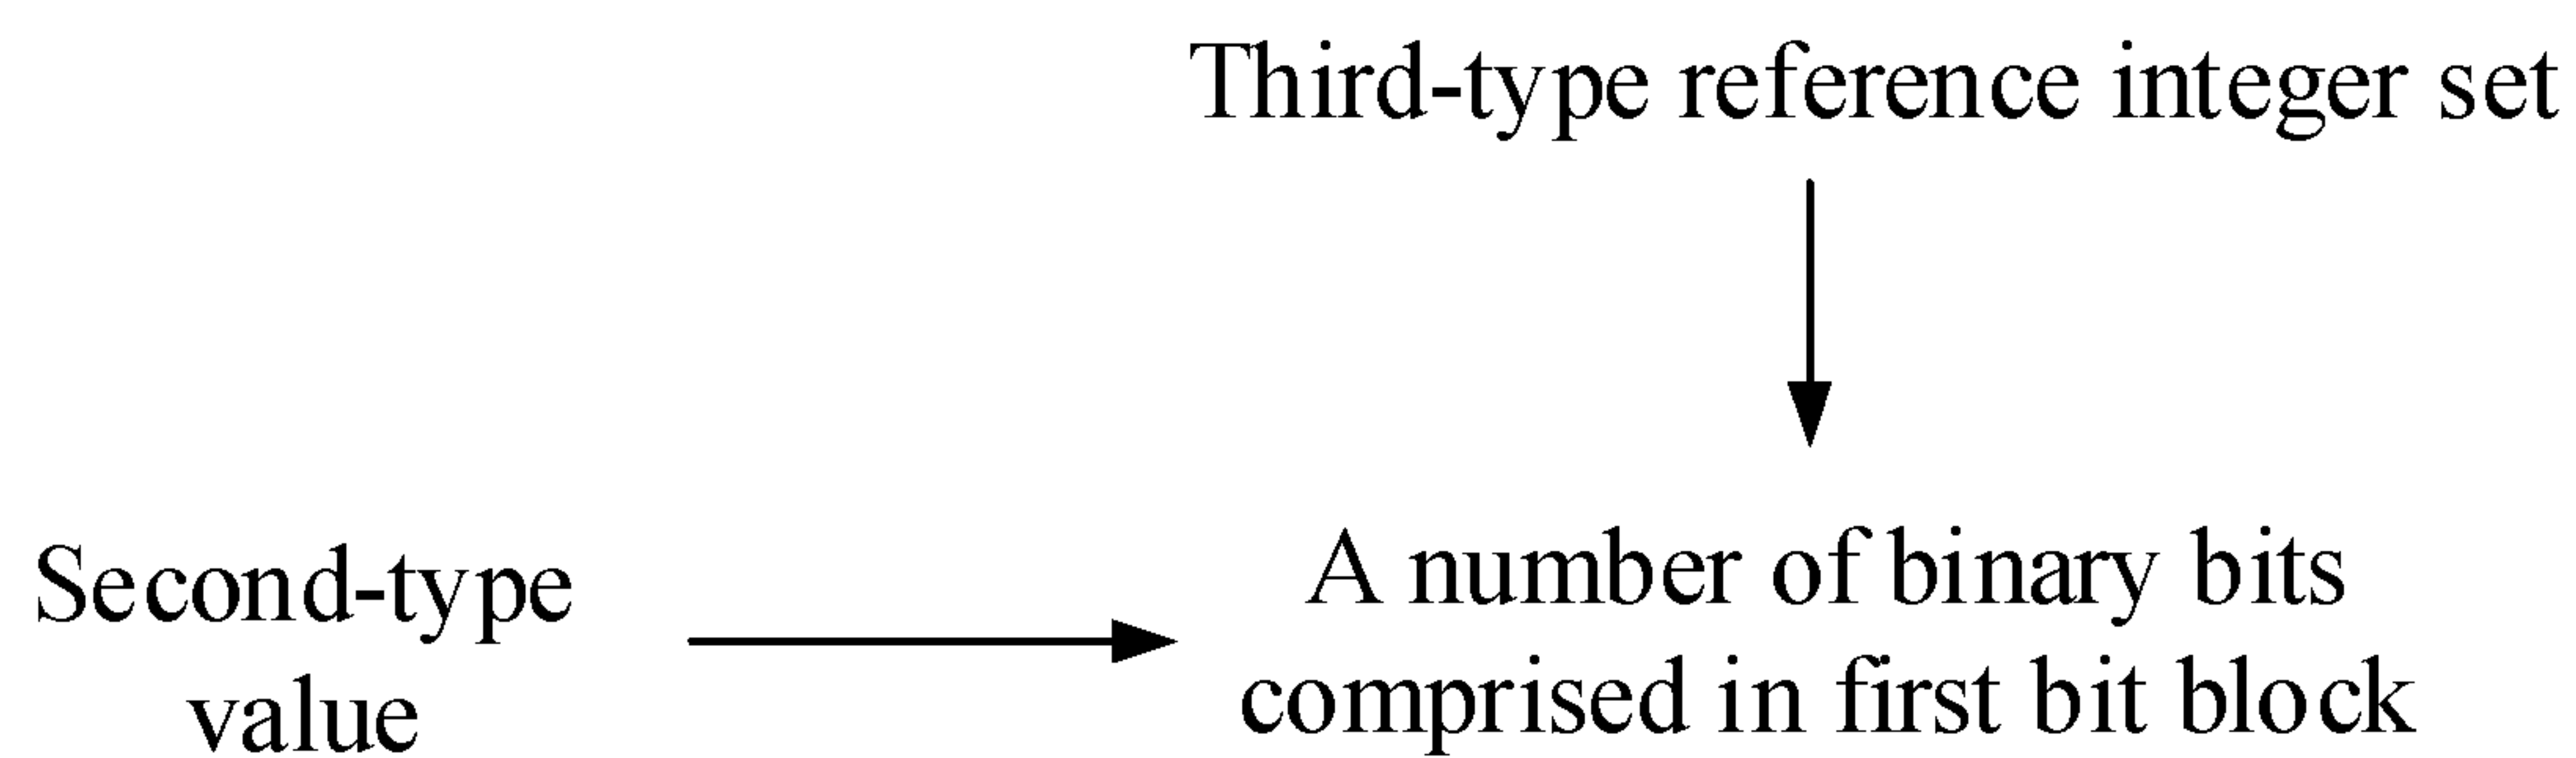 Third-type reference integer set
Second-type
value
A number of binary bits
comprised in first bit block